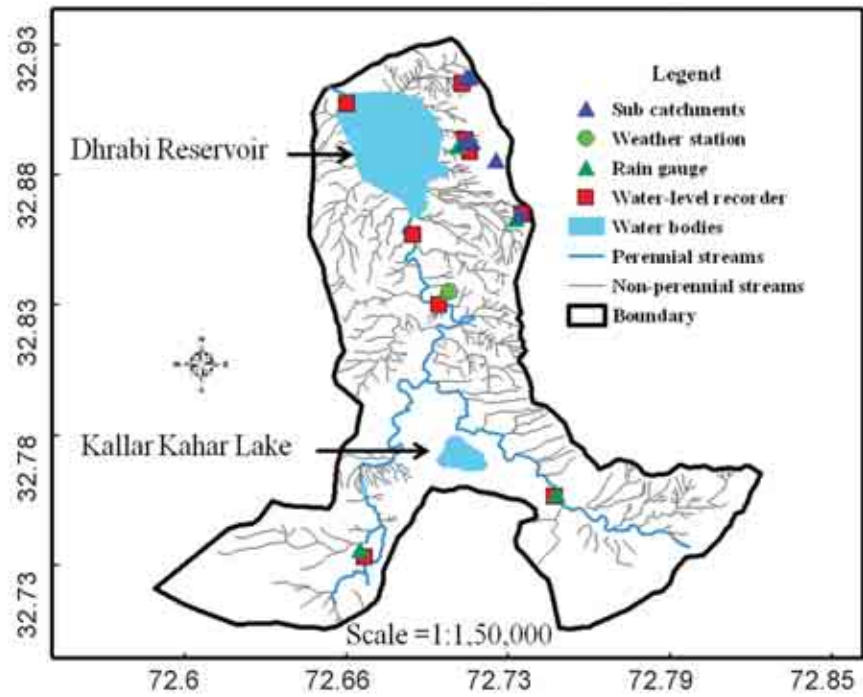 32.93
32.88
32.83
32.78
32.73
Dhrabi Reservoir
Kallar Kahar Lake
Legend
Sub catchments
Weather station
Rain gauge
Water-level recorder
Water bodies
Perennial streams
Non-perennial streams
Boundary
Scale =1:1,50,000
72.6
72.66
72.73
72.79
72.85